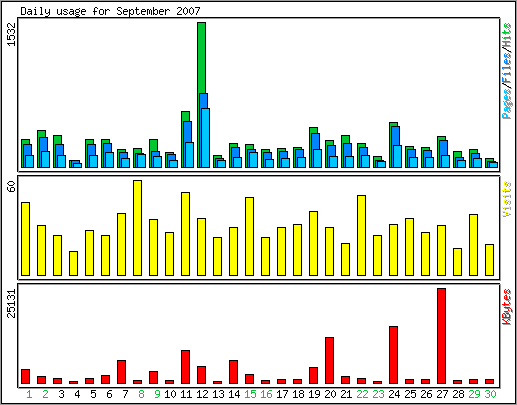 Daily usage for September 2007
1532
Pages/Files/Hits
60
Visits
25131
KBytes
1 2 3 4 5 6 7 8 9 10 11 12 13 14 15 16 17 18 19 20 21 22 23 24 25 26 27 28 29 30